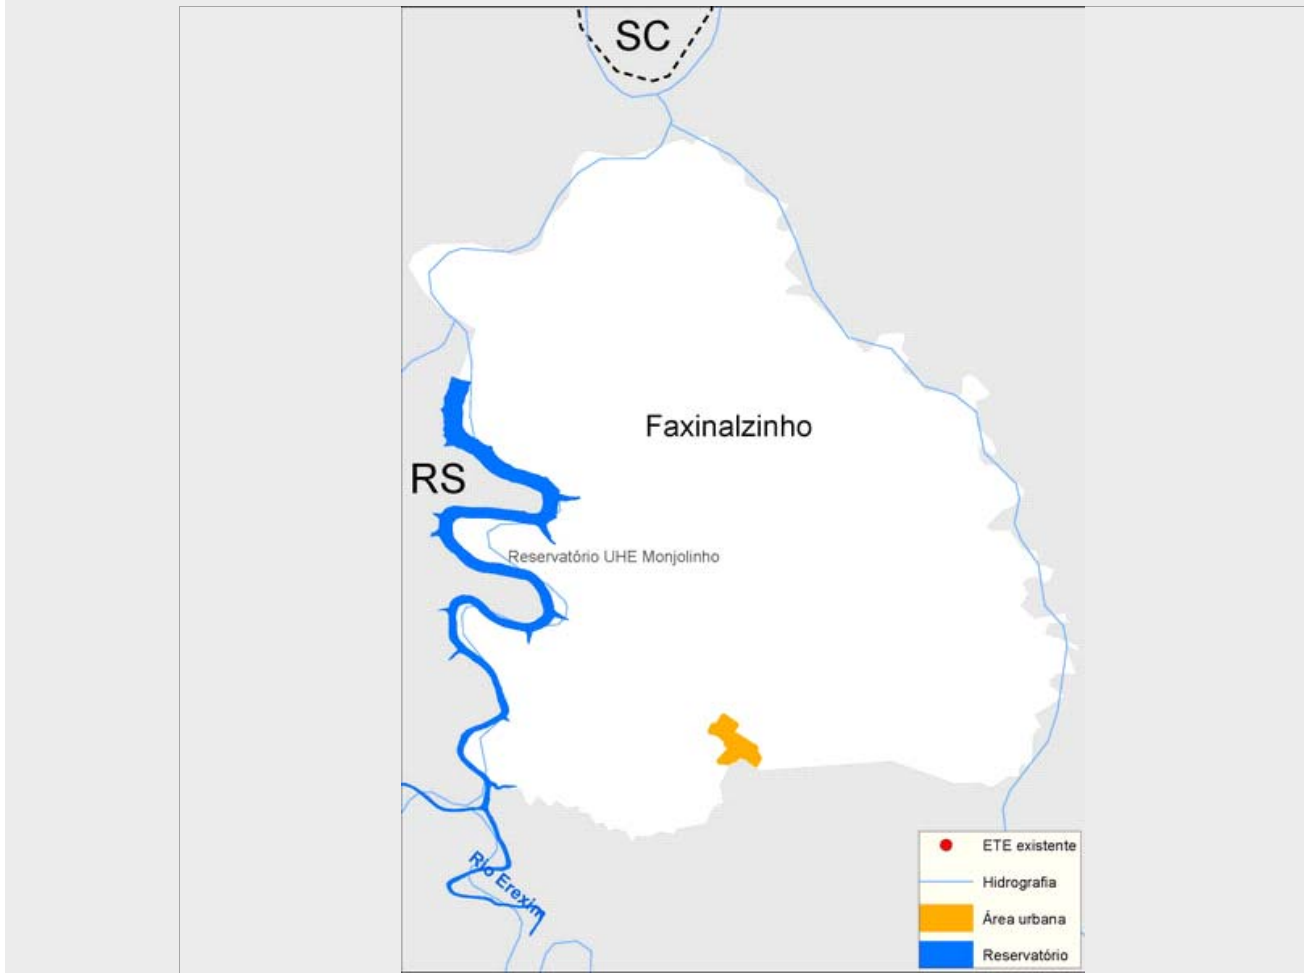 SC
Faxinalzinho
RS
Reservatório UHE Monjolinho
Rio Erexim
ETE existente
Hidrografia
Área urbana
Reservatório